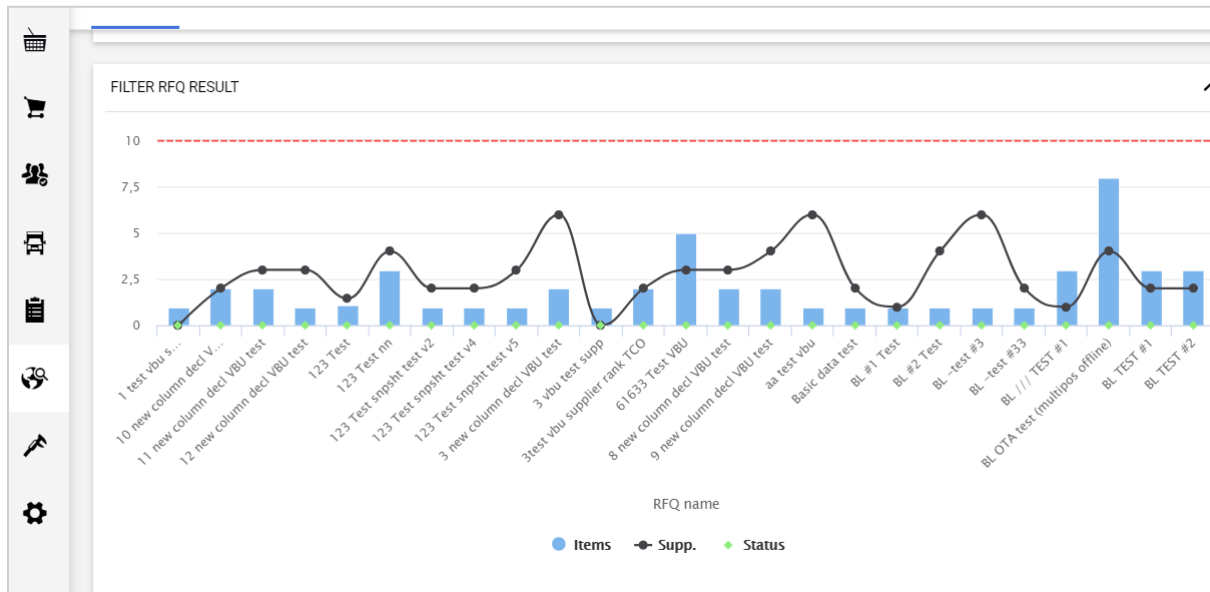 FILTER RFQ RESULT
10
7,5
5
2,5
0
1 test vbu s...
10 new column decl V...
11 new column decl VBU test
12 new column decl VBU test
123 Test
123 Test nn
123 Test snpsht test v2
123 Test snpsht test v4
123 Test snpsht test v5
3 new column decl VBU test
3 vbu test supp
3test vbu supplier rank TCO
61633 Test VBU
8 new column decl VBU test
9 new column decl VBU test
aa test vbu
Basic data test
BL #1 Test
BL #2 Test
BL -test #3
BL -test #33
BL /// TEST #1
BL OTA test (multipos offline)
BL TEST #1
BL TEST #2
RFQ name
Items Supp. Status